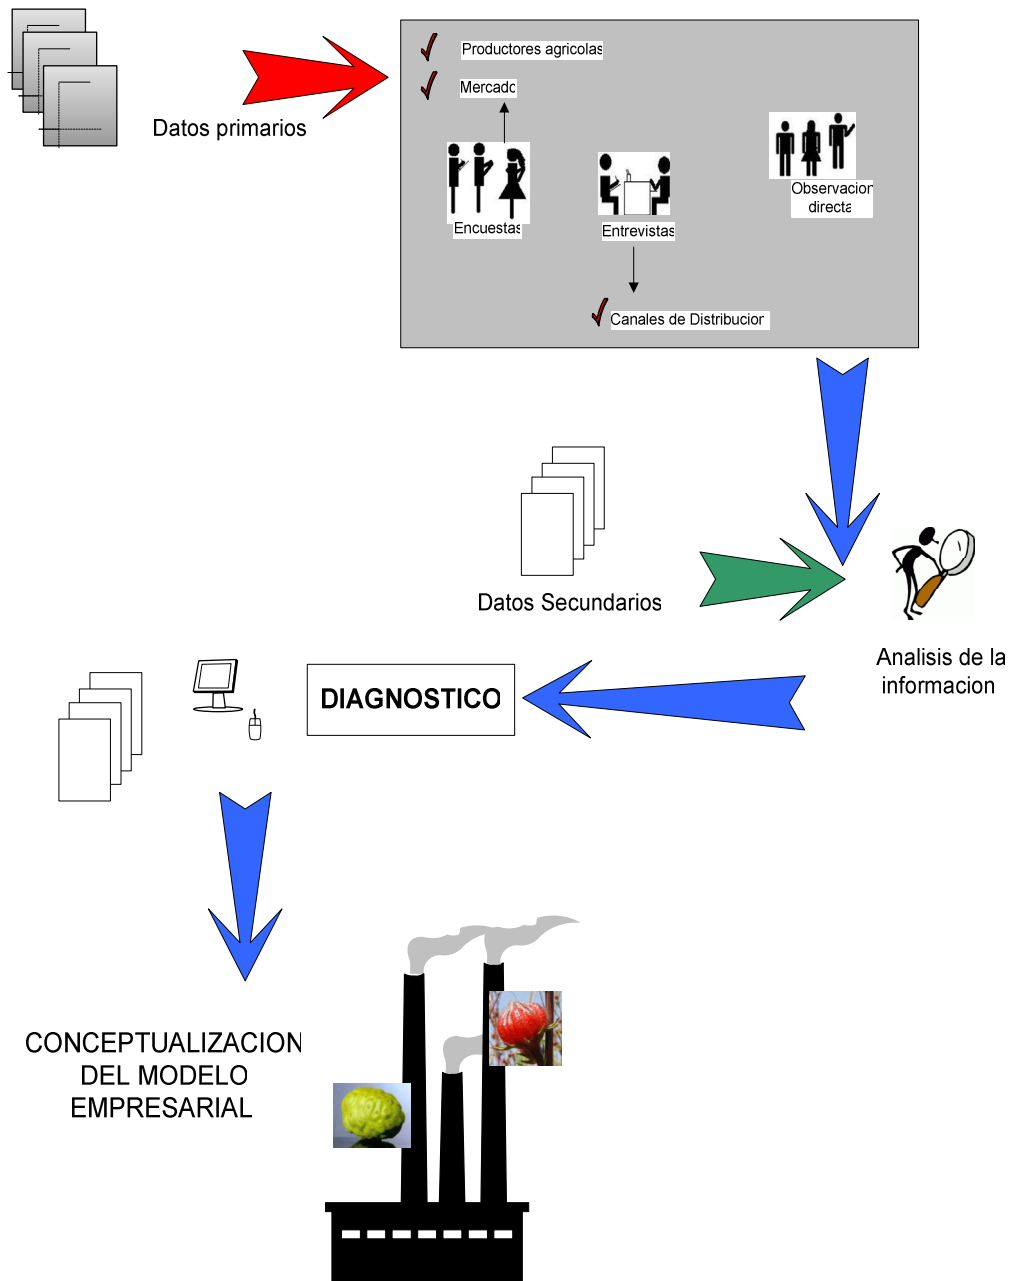 Productores agricolas
Mercado
Datos primarios
Observacion
directa
Encuestas
Entrevistas
Canales de Distribucion
Datos Secundarios
Analisis de la
informacion
DIAGNOSTICO
CONCEPTUALIZACION
DEL MODELO
EMPRESARIAL